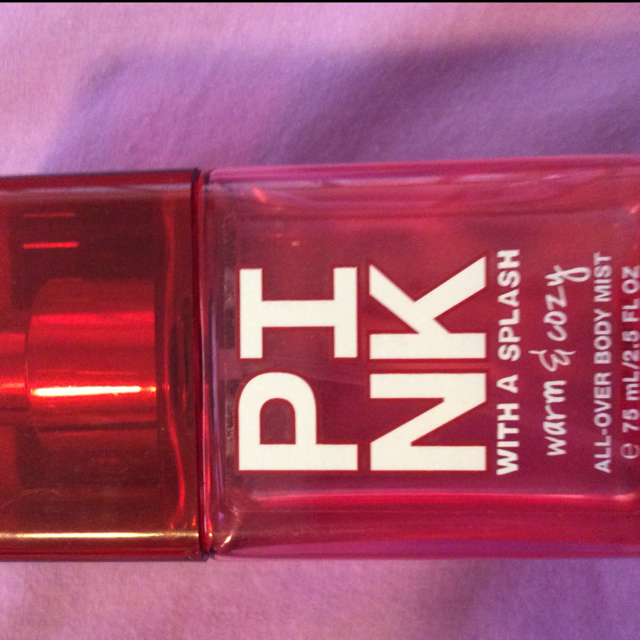 PI
NK
WITH A SPLASH
warm & cozy
ALL-OVER BODY MIST
e 75 mL/2.5 FL OZ